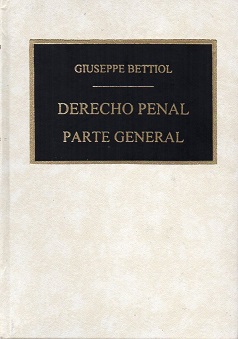 GIUSEPPE BETTIOL
DERECHO PENAL
PARTE GENERAL